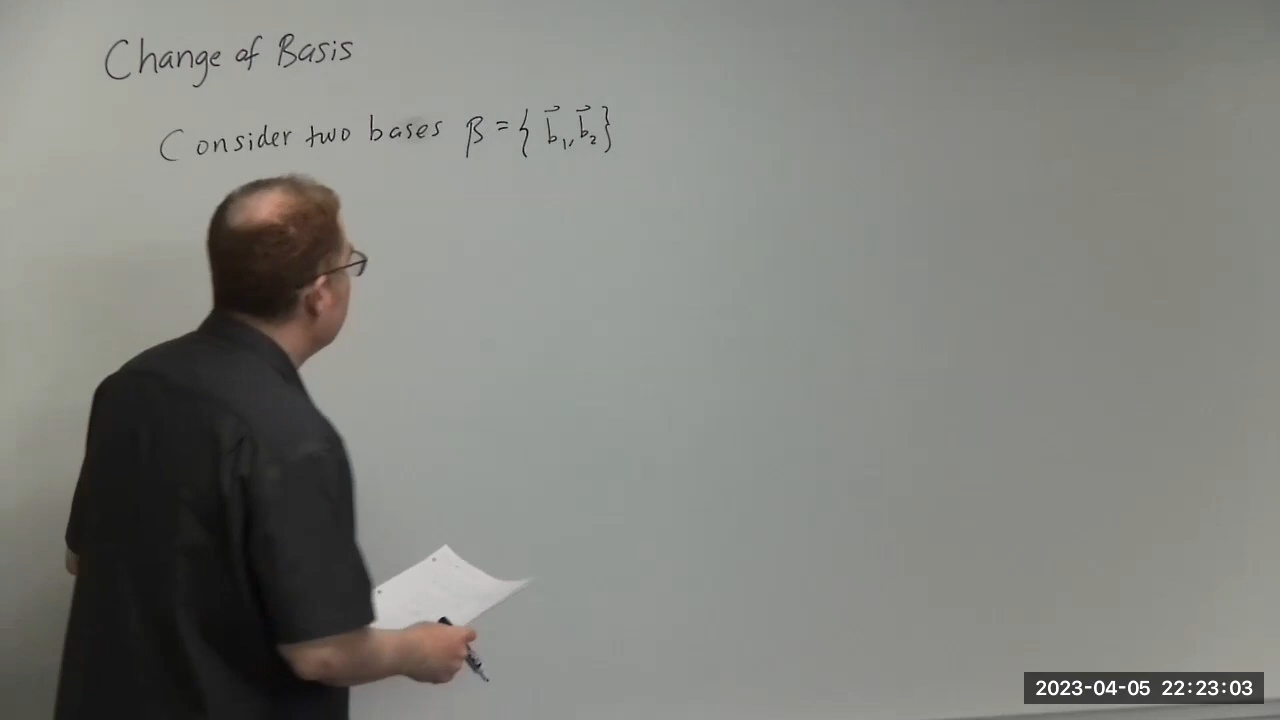 Change of Basis
Consider two bases β = { b⃗₁, b⃗₂ }
2023-04-05 22:23:03